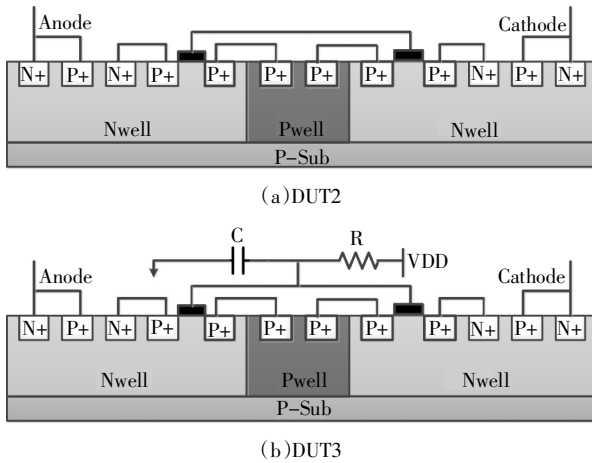 Anode Cathode
N+ P+ N+ P+ P+ P+ P+ P+ P+ N+ P+ N+
Nwell Pwell Nwell
P-Sub
(a)DUT2
C R
VDD
Anode Cathode
N+ P+ N+ P+ P+ P+ P+ P+ P+ N+ P+ N+
Nwell Pwell Nwell
P-Sub
(b)DUT3